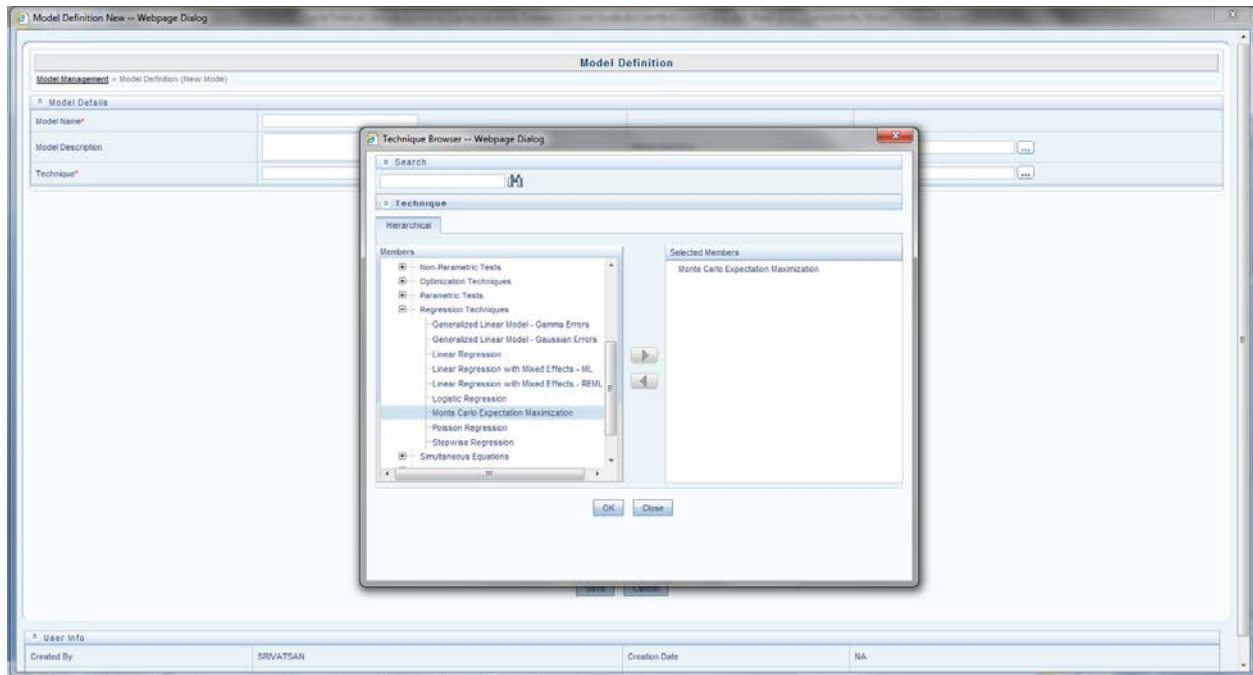 Model Definition New -- Webpage Dialog
Model Definition
Model Management » Model Definition (New Mode)
Model Details
Model Name*
Model Description
Technique*
Technique Browser -- Webpage Dialog
Search
Technique
Hierarchical
Members
Non-Parametric Tests
Optimization Techniques
Parametric Tests
Regression Techniques
Generalized Linear Model - Gamma Errors
Generalized Linear Model - Gaussian Errors
Linear Regression
Linear Regression with Mixed Effects - ML
Linear Regression with Mixed Effects - REML
Logistic Regression
Monte Carlo Expectation Maximization
Poisson Regression
Stepwise Regression
Simultaneous Equations
Selected Members
Monte Carlo Expectation Maximization
OK
Close
Save
Cancel
User Info
Created By
SRIVATSAN
Creation Date
NA